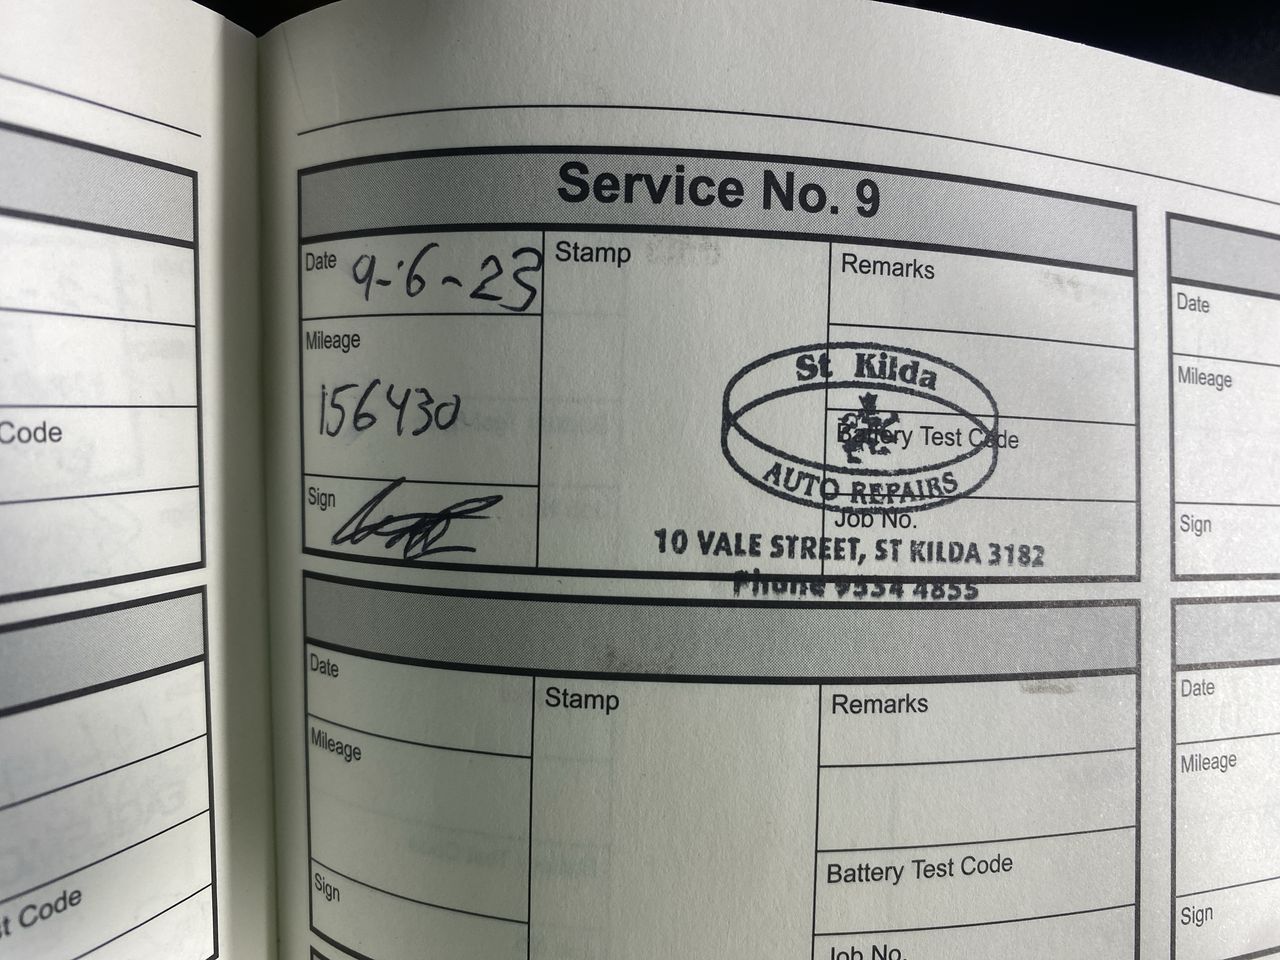 Service No. 9
Date 9-6-23
Stamp
Remarks
Mileage
156430
Sign
St Kilda
AUTO REPAIRS
Battery Test Code
Job No.
10 VALE STREET, ST KILDA 3182
Phone 9534 4855
Date
Stamp
Remarks
Mileage
Battery Test Code
Sign
Job No.
Code
t Code
Date
Mileage
Sign
Date
Mileage
Sign